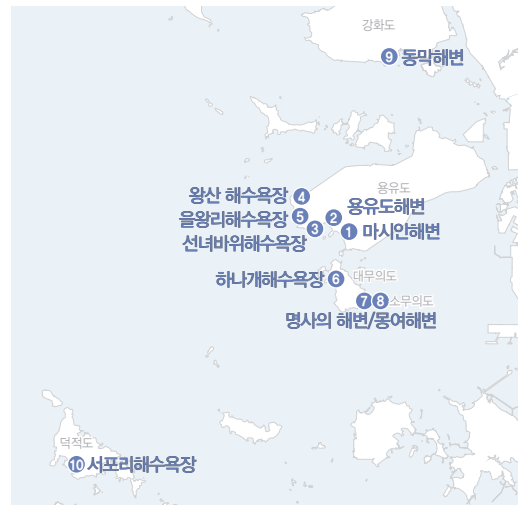 강화도
9 동막해변
용유도
왕산 해수욕장 4
을왕리해수욕장 5
2 용유도해변
3
1 마시안해변
선녀바위해수욕장
하나개해수욕장 6
대무의도
7 8 소무의도
명사의 해변/몽여해변
덕적도
10 서포리해수욕장